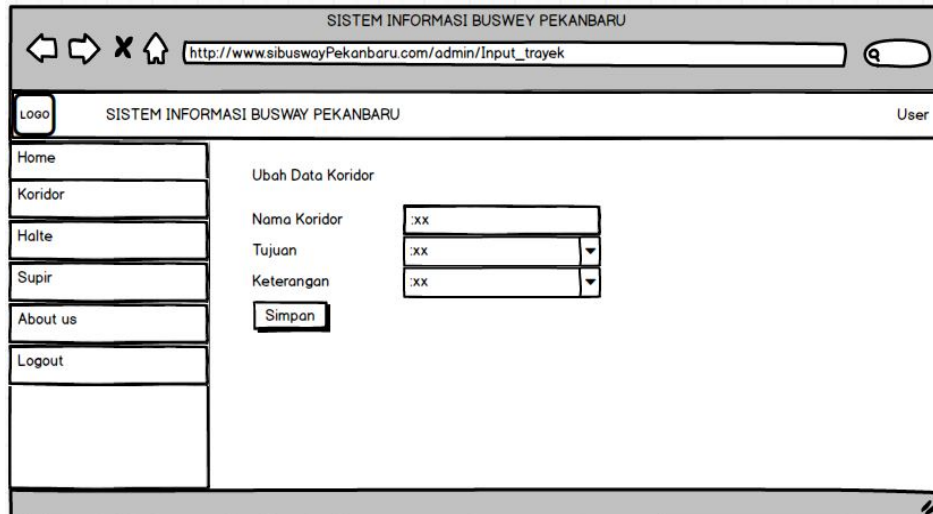 SISTEM INFORMASI BUSWEY PEKANBARU
http://www.sibuswayPekanbaru.com/admin/Input_trayek
LOGO SISTEM INFORMASI BUSWAY PEKANBARU User
Home
Koridor
Halte
Supir
About us
Logout
Ubah Data Koridor
Nama Koridor :xx
Tujuan :xx
Keterangan :xx
Simpan